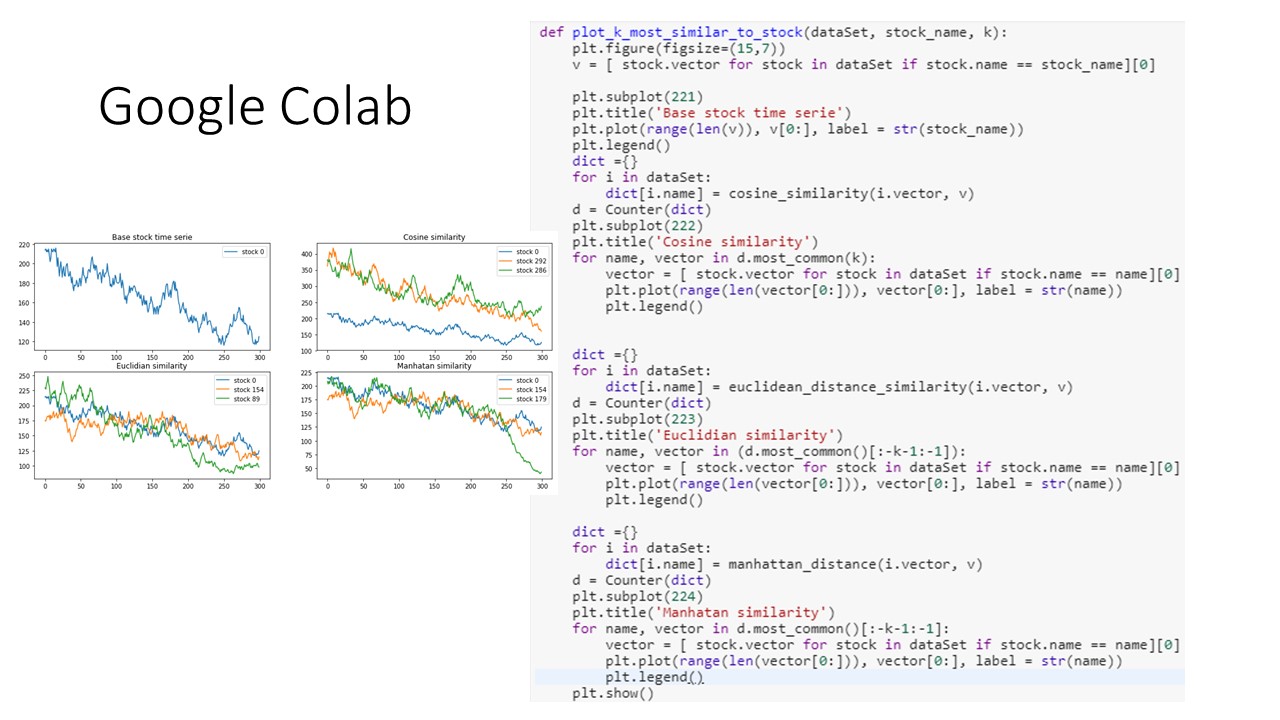 Google Colab
Base stock time serie
220
200
180
160
140
120
0 50 100 150 200 250 300
stock 0
Cosine similarity
400
350
300
250
200
150
100
0 50 100 150 200 250 300
stock 0
stock 292
stock 286
Euclidian similarity
250
225
200
175
150
125
100
0 50 100 150 200 250 300
stock 0
stock 154
stock 89
Manhatan similarity
225
200
175
150
125
100
75
50
0 50 100 150 200 250 300
stock 0
stock 154
stock 179
def plot_k_most_similar_to_stock(dataSet, stock_name, k):
    plt.figure(figsize=(15,7))
    v = [ stock.vector for stock in dataSet if stock.name == stock_name][0]
    plt.subplot(221)
    plt.title('Base stock time serie')
    plt.plot(range(len(v)), v[0:], label = str(stock_name))
    plt.legend()
    dict ={}
    for i in dataSet:
        dict[i.name] = cosine_similarity(i.vector, v)
    d = Counter(dict)
    plt.subplot(222)
    plt.title('Cosine similarity')
    for name, vector in d.most_common(k):
        vector = [ stock.vector for stock in dataSet if stock.name == name][0]
        plt.plot(range(len(vector[0:])), vector[0:], label = str(name))
        plt.legend()
    dict ={}
    for i in dataSet:
        dict[i.name] = euclidean_distance_similarity(i.vector, v)
    d = Counter(dict)
    plt.subplot(223)
    plt.title('Euclidian similarity')
    for name, vector in (d.most_common()[:-k-1:-1]):
        vector = [ stock.vector for stock in dataSet if stock.name == name][0]
        plt.plot(range(len(vector[0:])), vector[0:], label = str(name))
        plt.legend()
    dict ={}
    for i in dataSet:
        dict[i.name] = manhattan_distance(i.vector, v)
    d = Counter(dict)
    plt.subplot(224)
    plt.title('Manhatan similarity')
    for name, vector in d.most_common()[:-k-1:-1]:
        vector = [ stock.vector for stock in dataSet if stock.name == name][0]
        plt.plot(range(len(vector[0:])), vector[0:], label = str(name))
        plt.legend()
    plt.show()